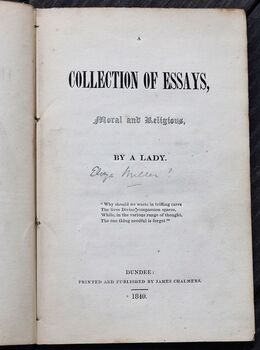 A
COLLECTION OF ESSAYS,
Moral and Religious,
BY A LADY.
Eliza Miller?
"Why should we waste in trifling cares
The lives Divine compassion spares,
While, in the various range of thought,
The one thing needful is forgot?"
DUNDEE:
PRINTED AND PUBLISHED BY JAMES CHALMERS.
1840.